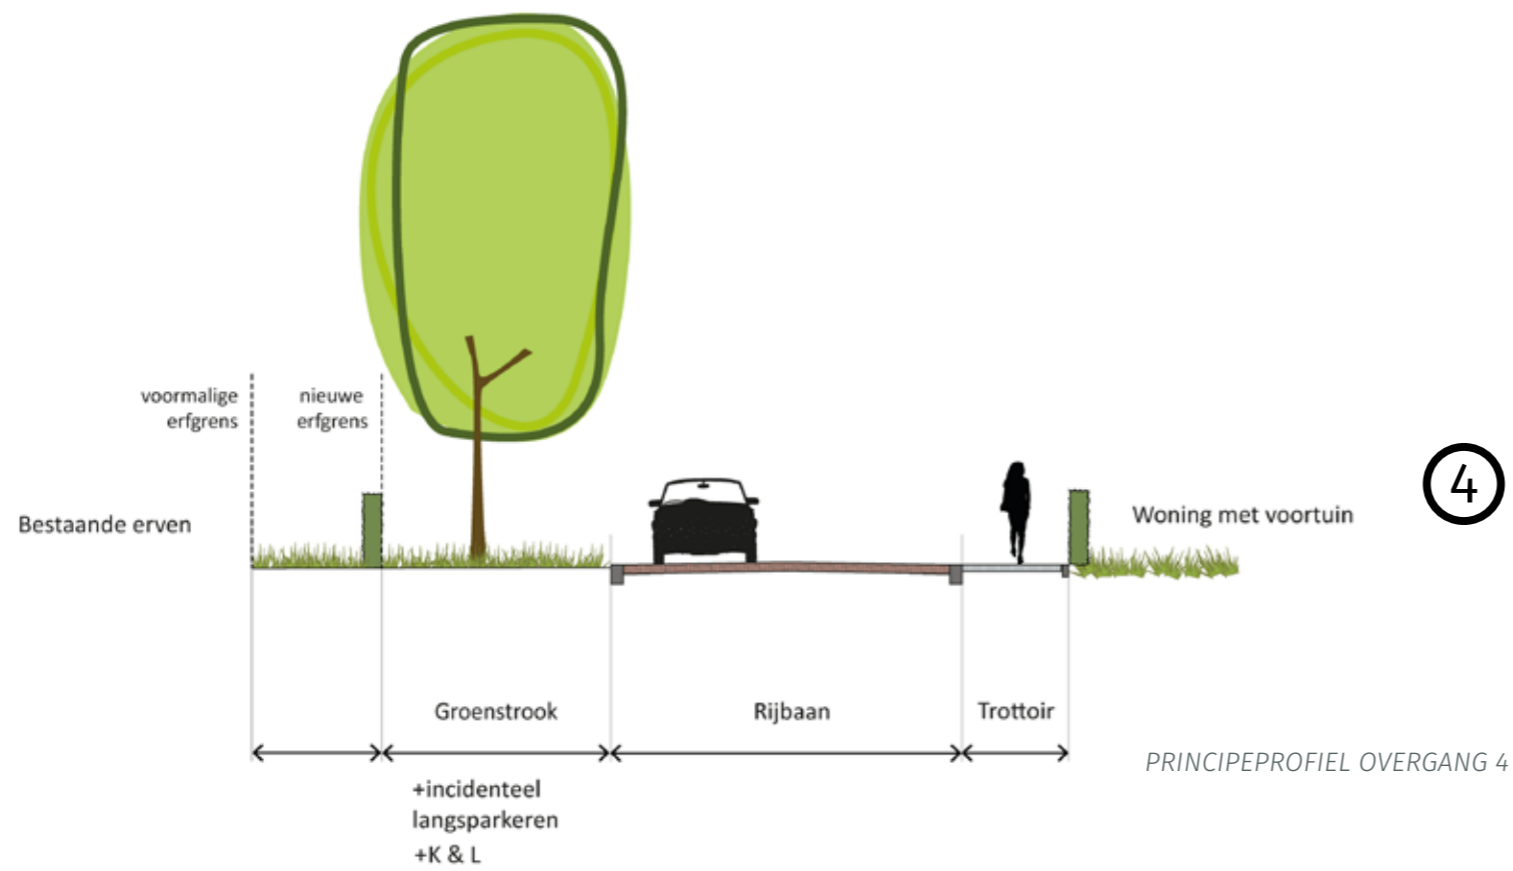 voormalige
erfgrens
nieuwe
erfgrens
Bestaande erven
Woning met voortuin
4
Groenstrook
Rijbaan
Trottoir
+incidenteel
langsparkeren
+K & L
PRINCIPEPROFIEL OVERGANG 4